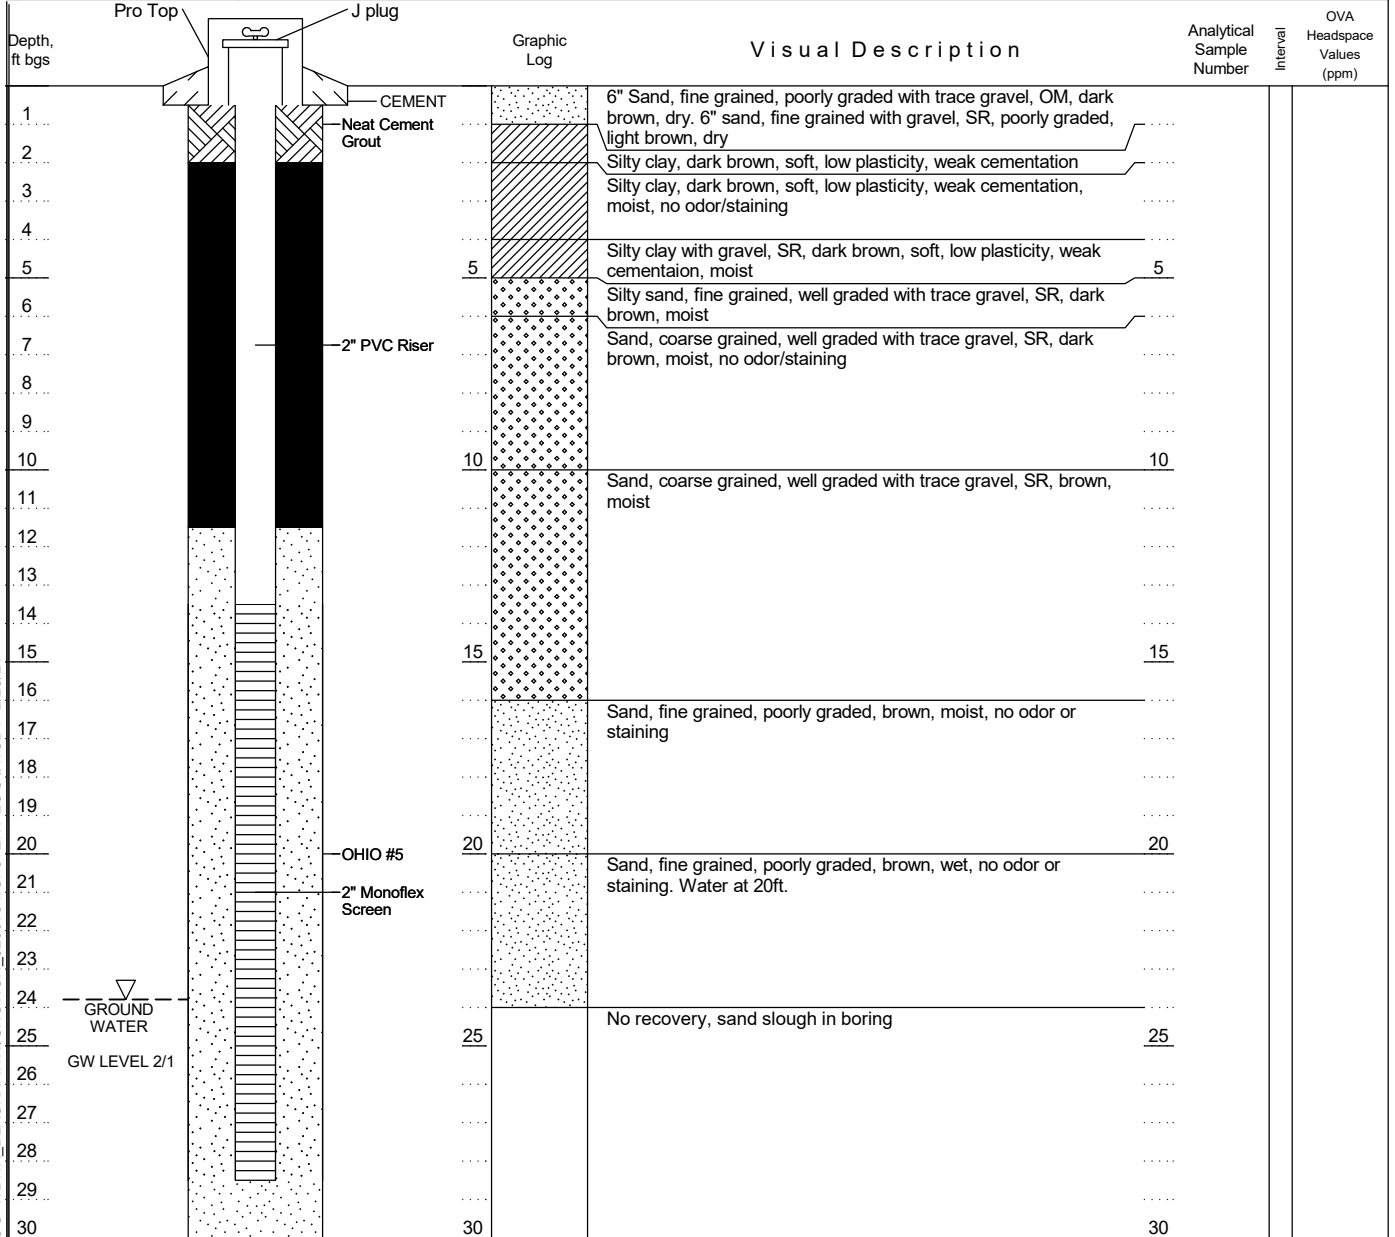 Pro Top
J plug
Depth,
ft bgs
Graphic
Log
Visual Description
Analytical
Sample
Number
Interval
OVA
Headspace
Values
(ppm)
CEMENT
Neat Cement
Grout
2" PVC Riser
OHIO #5
2" Monoflex
Screen
GROUND
WATER
GW LEVEL 2/1
1
2
3
4
5
6
7
8
9
10
11
12
13
14
15
16
17
18
19
20
21
22
23
24
25
26
27
28
29
30
5
10
15
20
25
30
6" Sand, fine grained, poorly graded with trace gravel, OM, dark
brown, dry. 6" sand, fine grained with gravel, SR, poorly graded,
light brown, dry
Silty clay, dark brown, soft, low plasticity, weak cementation
Silty clay, dark brown, soft, low plasticity, weak cementation,
moist, no odor/staining
Silty clay with gravel, SR, dark brown, soft, low plasticity, weak
cementaion, moist
Silty sand, fine grained, well graded with trace gravel, SR, dark
brown, moist
Sand, coarse grained, well graded with trace gravel, SR, dark
brown, moist, no odor/staining
Sand, coarse grained, well graded with trace gravel, SR, brown,
moist
Sand, fine grained, poorly graded, brown, moist, no odor or
staining
Sand, fine grained, poorly graded, brown, wet, no odor or
staining. Water at 20ft.
No recovery, sand slough in boring
5
10
15
20
25
30